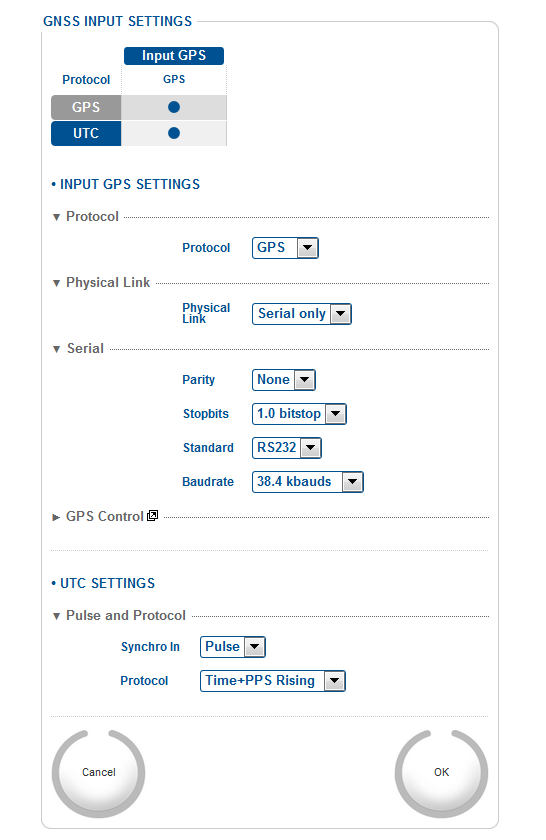 GNSS INPUT SETTINGS
Input GPS
Protocol GPS
GPS
UTC
• INPUT GPS SETTINGS
▼ Protocol
Protocol GPS
▼ Physical Link
Physical Link Serial only
▼ Serial
Parity None
Stopbits 1.0 bitstop
Standard RS232
Baudrate 38.4 kbauds
► GPS Control
• UTC SETTINGS
▼ Pulse and Protocol
Synchro In Pulse
Protocol Time+PPS Rising
Cancel OK